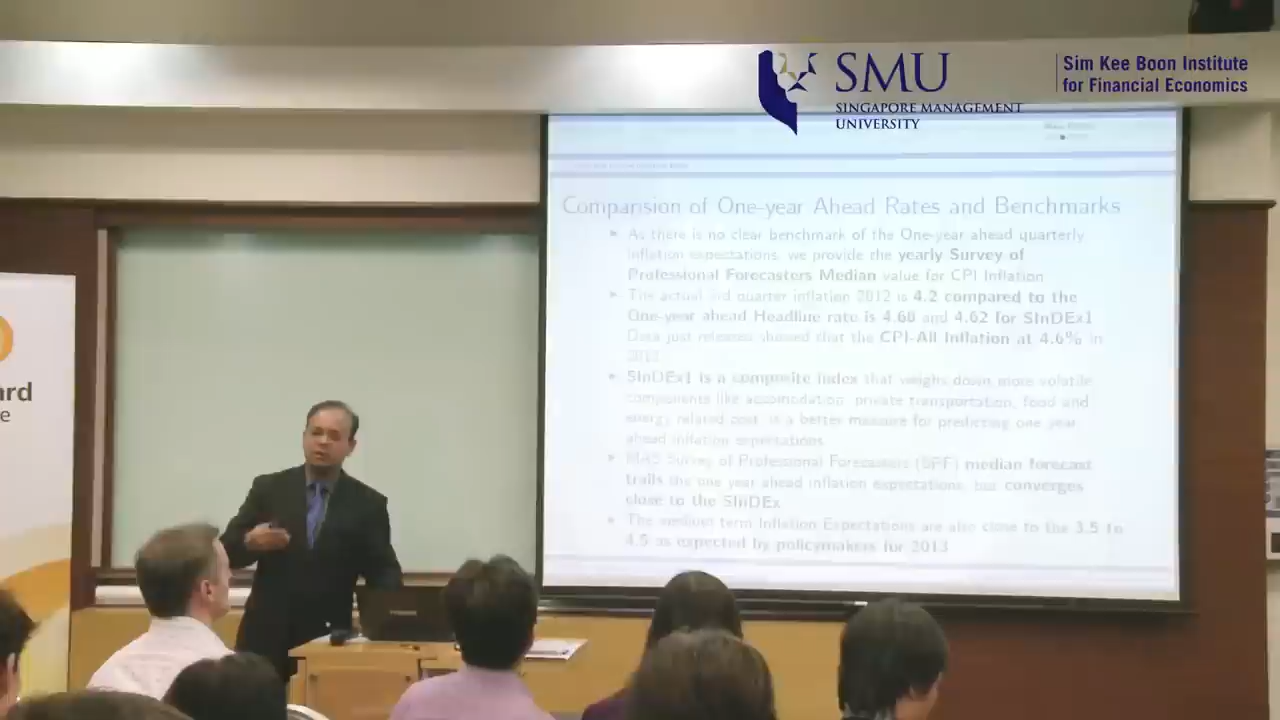 SMU
SINGAPORE MANAGEMENT
UNIVERSITY
Sim Kee Boon Institute
for Financial Economics
Comparision of One-year Ahead Rates and Benchmarks
As there is no clear benchmark of the One-year ahead quarterly
inflation expectations, we provide the yearly Survey of
Professional Forecasters Median value for CPI Inflation
The actual 3rd quarter inflation 2012 is 4.2 compared to the
One-year ahead Headline rate is 4.60 and 4.62 for SInDEx1
Data just released showed that the CPI-All Inflation at 4.6% in
2012
SInDEx1 is a composite index that weighs down more volatile
components like accomodation, private transportation, food and
energy related cost, is a better measure for predicting one year
ahead inflation expectations
MAS Survey of Professional Forecasters (SPF) median forecast
trails the one year ahead inflation expectations, but converges
close to the SInDEx
The medium term Inflation Expectations are also close to the 3.5 to
4.5 as expected by policymakers for 2013
ard
e